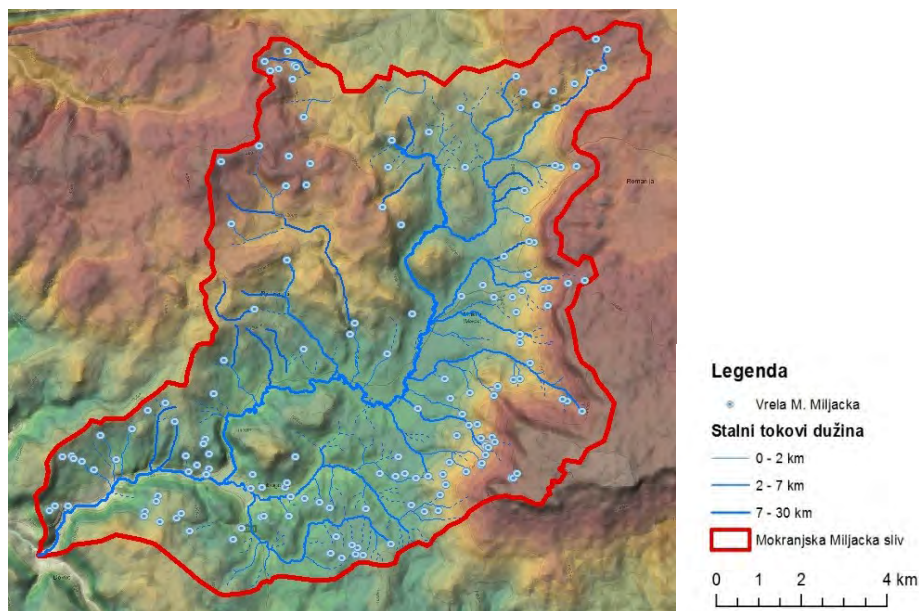 Romanija
Legenda
Vrela M. Miljacka
Stalni tokovi dužina
0 - 2 km
2 - 7 km
7 - 30 km
Mokranjska Miljacka sliv
0 1 2 4 km